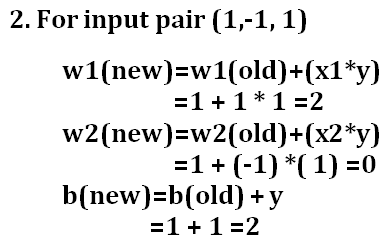 2. For input pair (1,-1, 1)
w1(new)=w1(old)+(x1*y)
=1 + 1 * 1 =2
w2(new)=w2(old)+(x2*y)
=1 + (-1) *( 1) =0
b(new)=b(old) + y
=1 + 1 =2